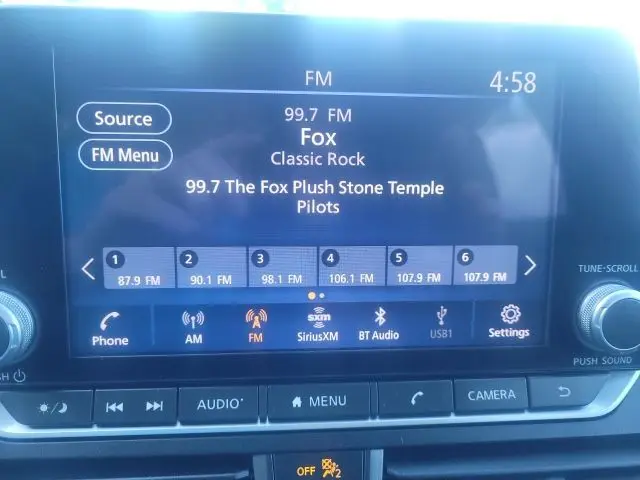 FM
4:58
Source
99.7 FM
Fox
FM Menu
Classic Rock
99.7 The Fox Plush Stone Temple
Pilots
1 2 3 4 5 6
87.9 FM 90.1 FM 98.1 FM 106.1 FM 107.9 FM 107.9 FM
TUNE·SCROLL
Phone
AM
FM
sxm
SiriusXM
BT Audio
USB1
Settings
PUSH SOUND
AUDIO
MENU
CAMERA
OFF
2